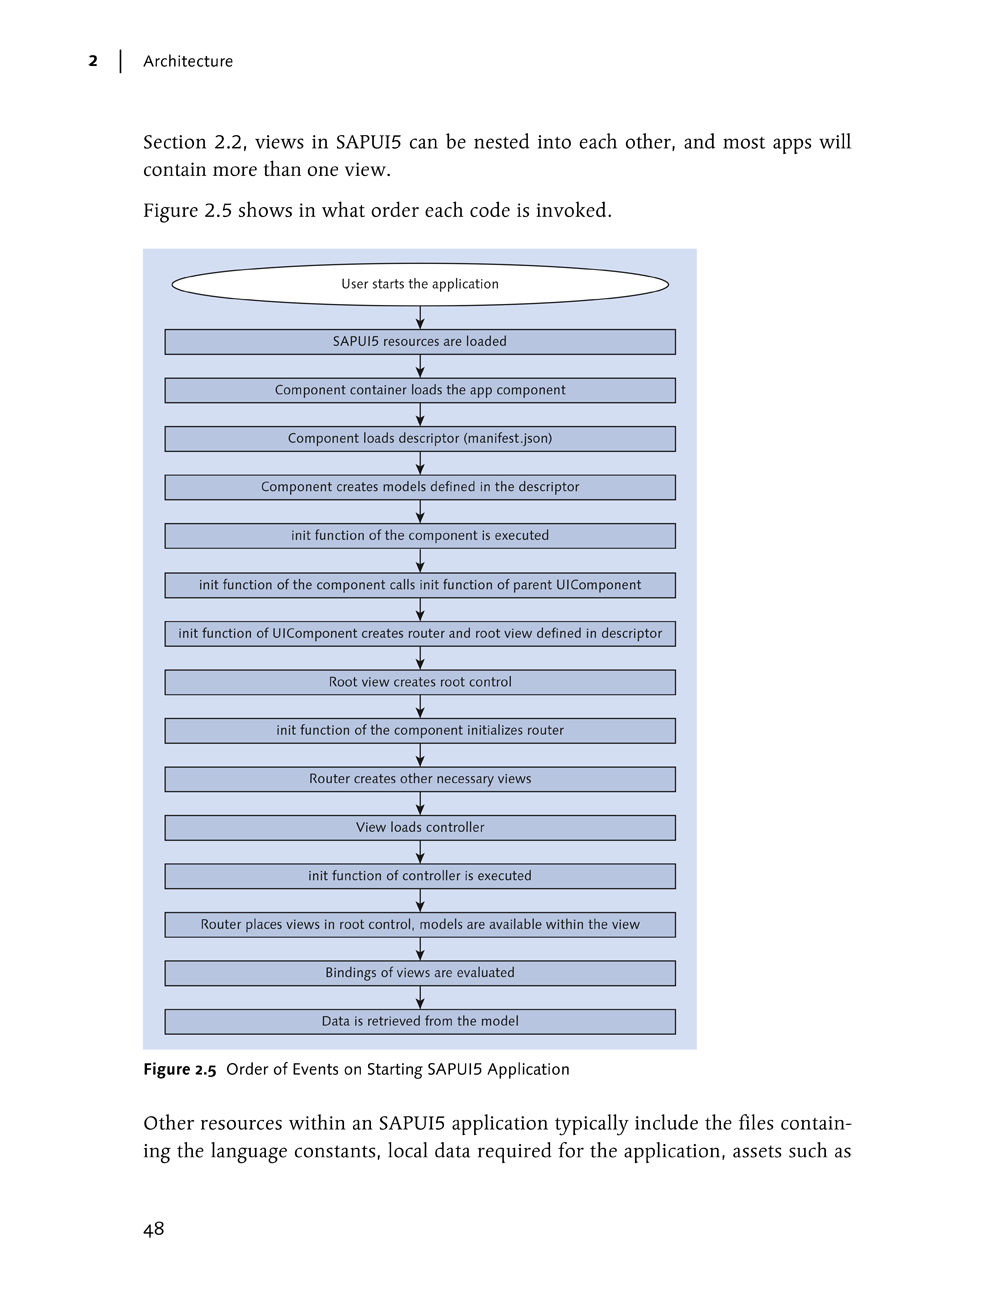 2 Architecture
Section 2.2, views in SAPUI5 can be nested into each other, and most apps will
contain more than one view.
Figure 2.5 shows in what order each code is invoked.
User starts the application
SAPUI5 resources are loaded
Component container loads the app component
Component loads descriptor (manifest.json)
Component creates models defined in the descriptor
init function of the component is executed
init function of the component calls init function of parent UIComponent
init function of UIComponent creates router and root view defined in descriptor
Root view creates root control
init function of the component initializes router
Router creates other necessary views
View loads controller
init function of controller is executed
Router places views in root control, models are available within the view
Bindings of views are evaluated
Data is retrieved from the model
Figure 2.5 Order of Events on Starting SAPUI5 Application
Other resources within an SAPUI5 application typically include the files contain-
ing the language constants, local data required for the application, assets such as
48